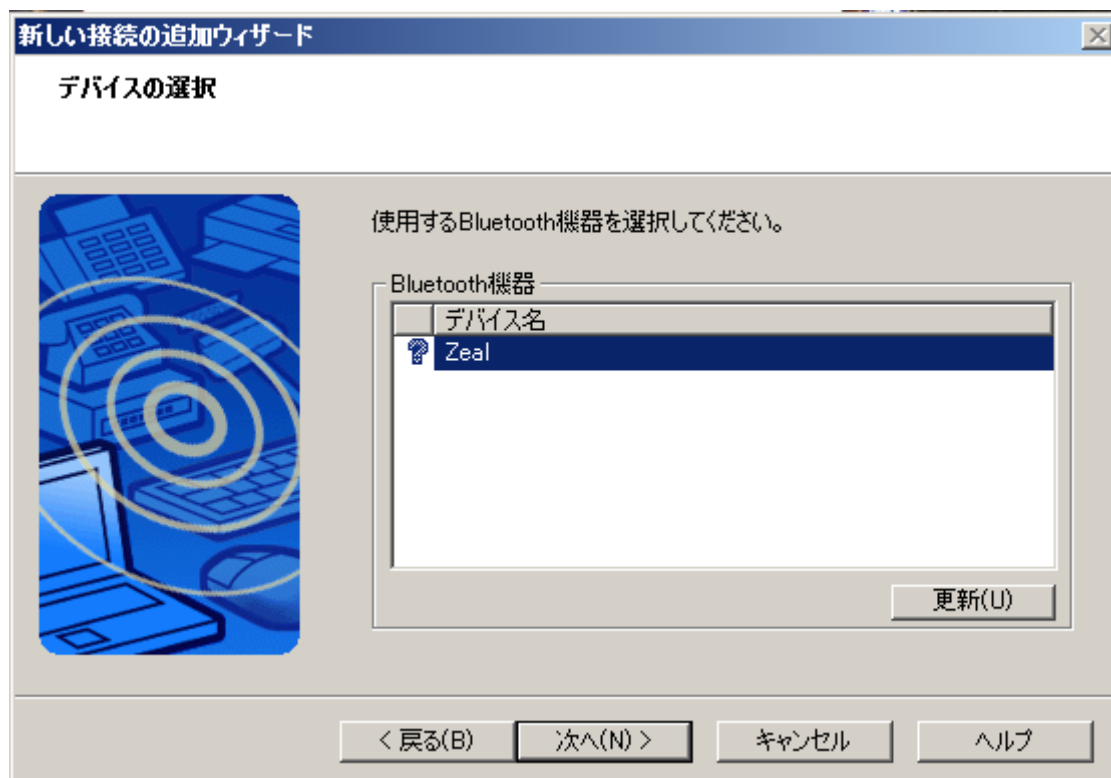 新しい接続の追加ウィザード
デバイスの選択
使用するBluetooth機器を選択してください。
Bluetooth機器
デバイス名
Zeal
更新(U)
< 戻る(B) 次へ(N) > キャンセル ヘルプ